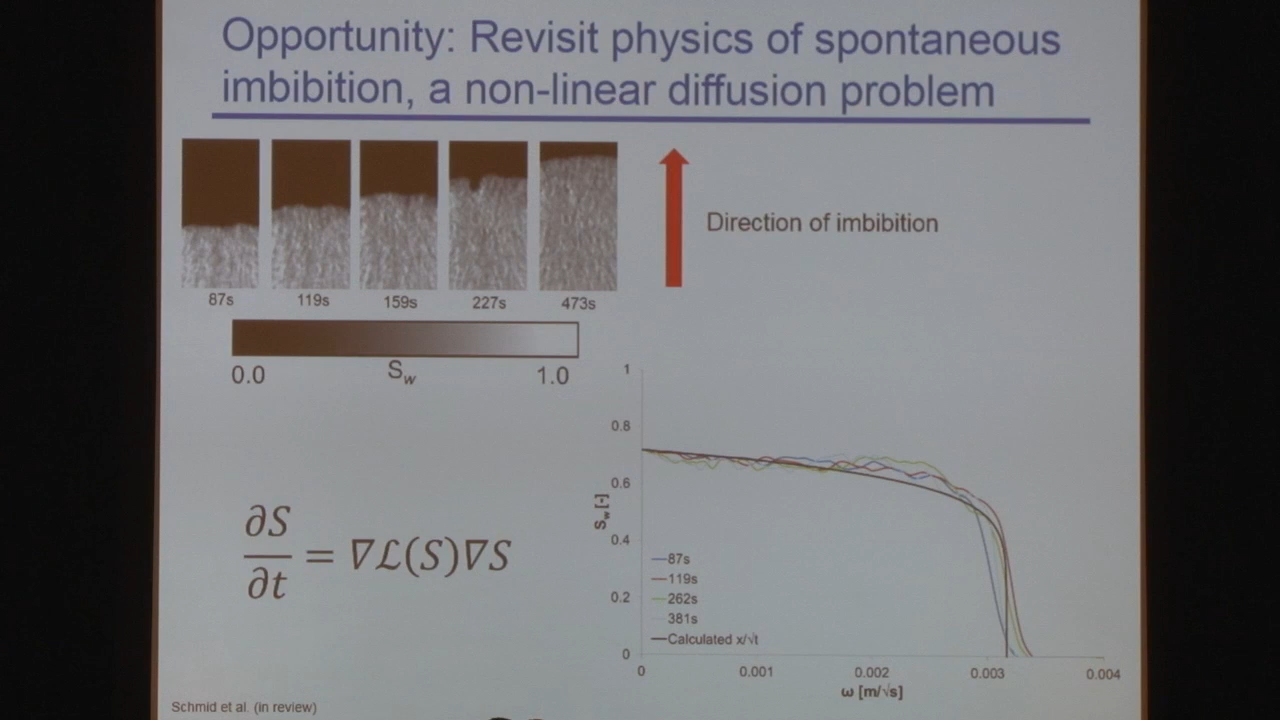 Opportunity: Revisit physics of spontaneous
imbibition, a non-linear diffusion problem
87s 119s 159s 227s 473s
Direction of imbibition
0.0 S_w 1.0
∂S/∂t = ∇ℒ(S)∇S
1
0.8
0.6
0.4
0.2
0
S_w [-]
87s
119s
262s
381s
Calculated x/√t
0 0.001 0.002 0.003 0.004
ω [m/√s]
Schmid et al. (in review)